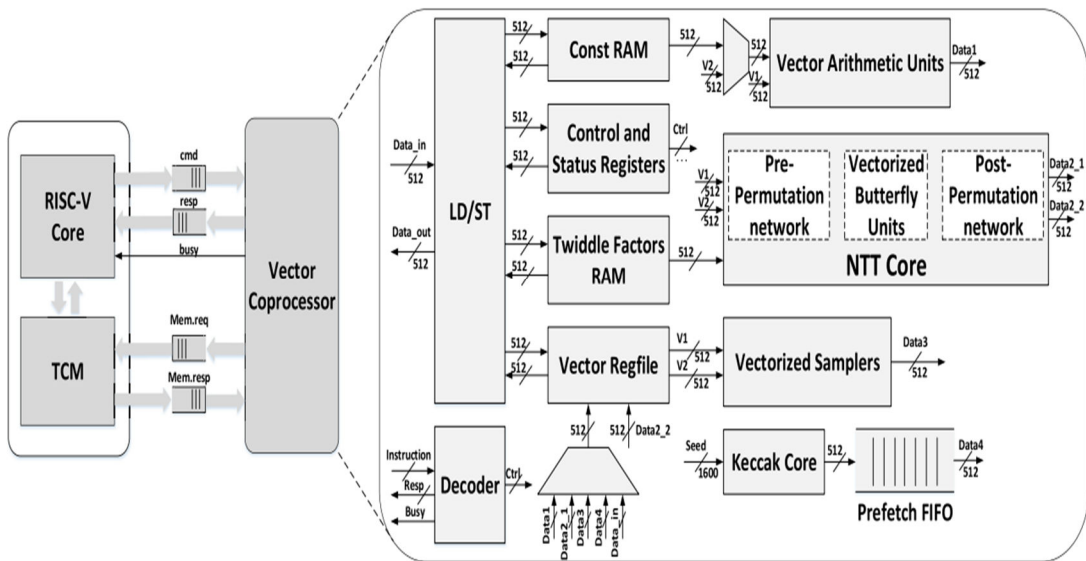 cmd
RISC-V
Core
resp
busy
TCM
Mem.req
Mem.resp
Vector
Coprocessor
Data_in
512
Data_out
512
LD/ST
512
512
Const RAM
512
V2
512
512
V1
512
Vector Arithmetic Units
Data1
512
512
512
Control and
Status Registers
Ctrl
...
V1
512
V2
512
Pre-
Permutation
network
Vectorized
Butterfly
Units
Post-
Permutation
network
NTT Core
Data2_1
512
Data2_2
512
512
512
Twiddle Factors
RAM
512
512
512
Vector Regfile
V1
512
V2
512
Vectorized Samplers
Data3
512
512
512
Data2_2
Instruction
Resp
Busy
Decoder
Ctrl
Data1
Data2_1
Data3
Data4
Data_in
Seed
1600
Keccak Core
512
Prefetch FIFO
Data4
512